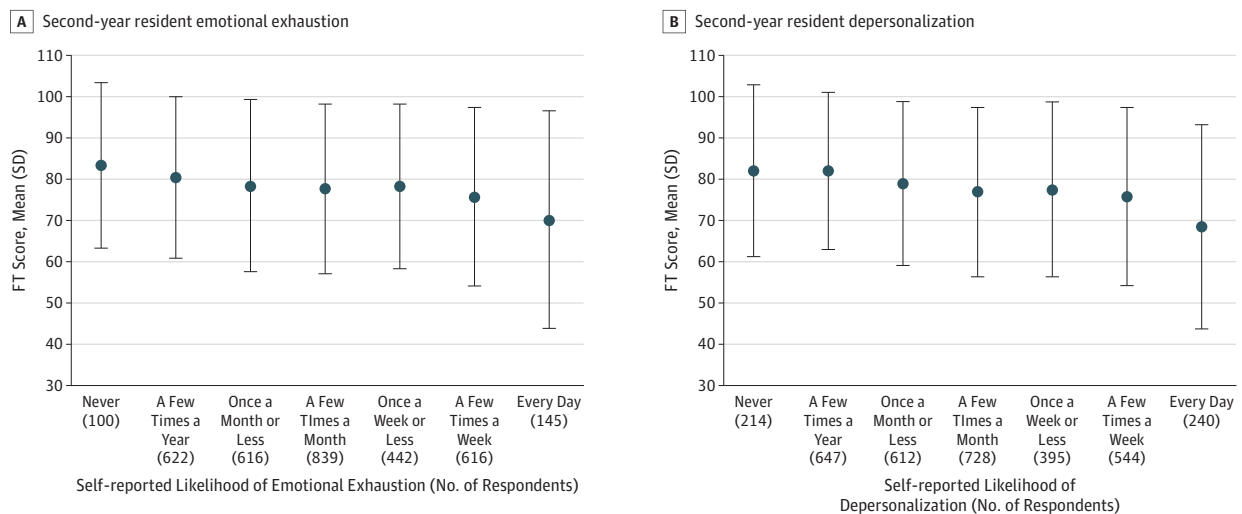 A Second-year resident emotional exhaustion
110
100
90
80
70
60
50
40
30
FT Score, Mean (SD)
Never
(100)
A Few
Times a
Year
(622)
Once a
Month or
Less
(616)
A Few
TImes a
Month
(839)
Once a
Week or
Less
(442)
A Few
Times a
Week
(616)
Every Day
(145)
Self-reported Likelihood of Emotional Exhaustion (No. of Respondents)
B Second-year resident depersonalization
110
100
90
80
70
60
50
40
30
FT Score, Mean (SD)
Never
(214)
A Few
Times a
Year
(647)
Once a
Month or
Less
(612)
A Few
TImes a
Month
(728)
Once a
Week or
Less
(395)
A Few
Times a
Week
(544)
Every Day
(240)
Self-reported Likelihood of
Depersonalization (No. of Respondents)